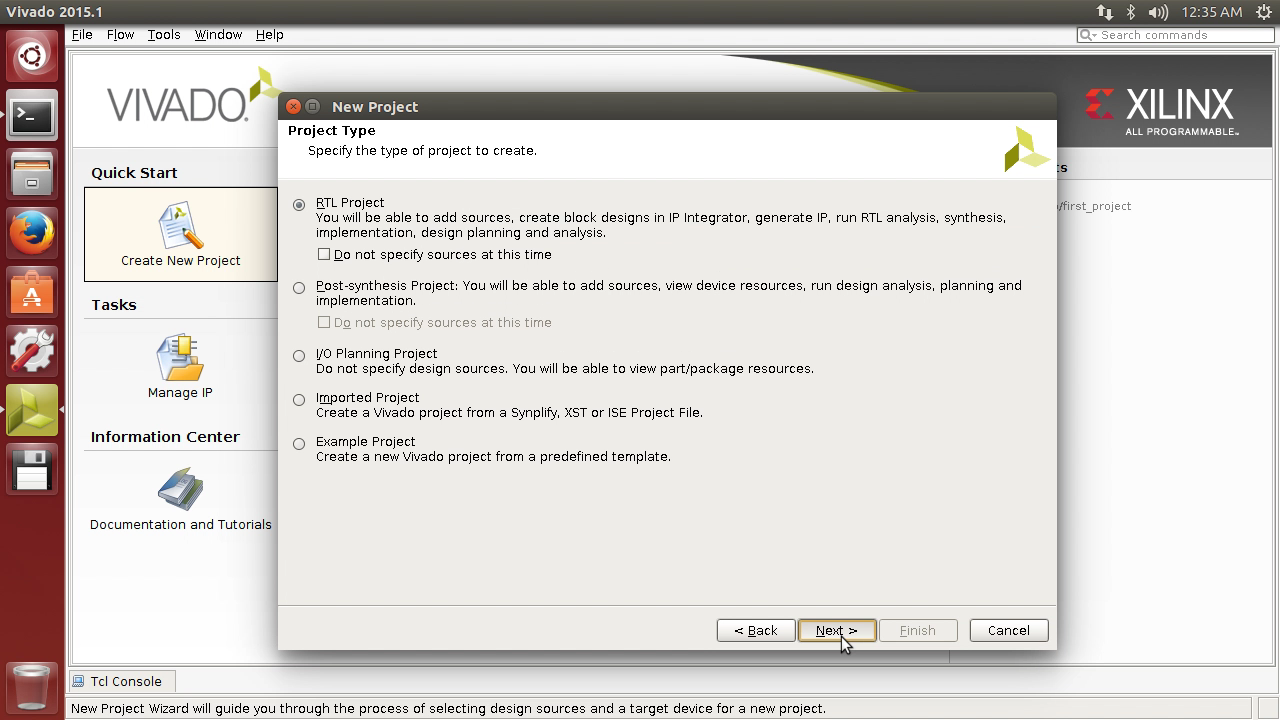 Vivado 2015.1
12:35 AM
File Flow Tools Window Help
Search commands
VIVADO.
XILINX
ALL PROGRAMMABLE™
New Project
Project Type
Specify the type of project to create.
Quick Start
Create New Project
Tasks
Manage IP
Information Center
Documentation and Tutorials
RTL Project
You will be able to add sources, create block designs in IP Integrator, generate IP, run RTL analysis, synthesis,
implementation, design planning and analysis.
Do not specify sources at this time
Post-synthesis Project: You will be able to add sources, view device resources, run design analysis, planning and
implementation.
Do not specify sources at this time
I/O Planning Project
Do not specify design sources. You will be able to view part/package resources.
Imported Project
Create a Vivado project from a Synplify, XST or ISE Project File.
Example Project
Create a new Vivado project from a predefined template.
ts
/first_project
< Back Next > Finish Cancel
Tcl Console
New Project Wizard will guide you through the process of selecting design sources and a target device for a new project.